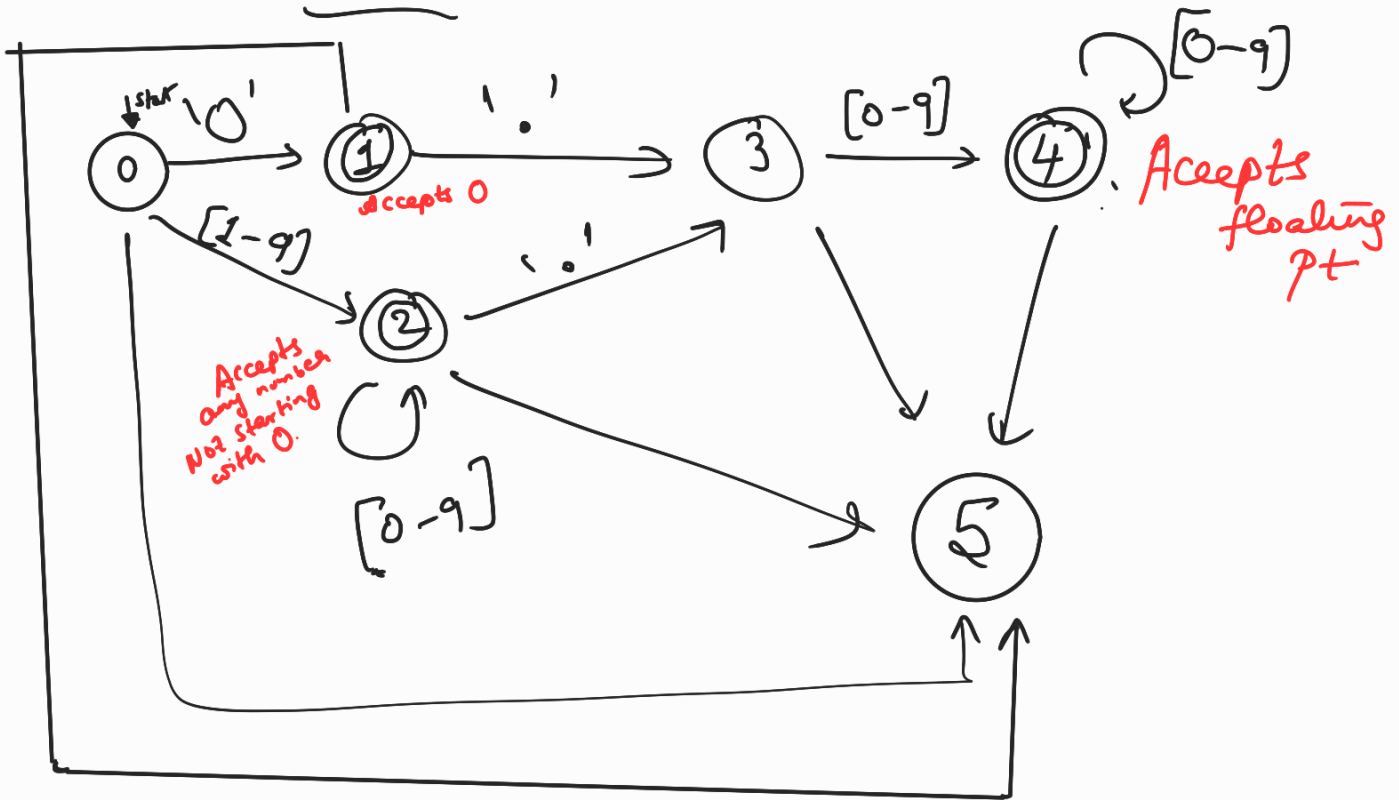 start
'0'
0
1
Accepts 0
'.'
3
[0-9]
4
[0-9]
Accepts
floating
pt
[1-9]
'.'
2
Accepts
any number
Not starting
with 0.
[0-9]
5